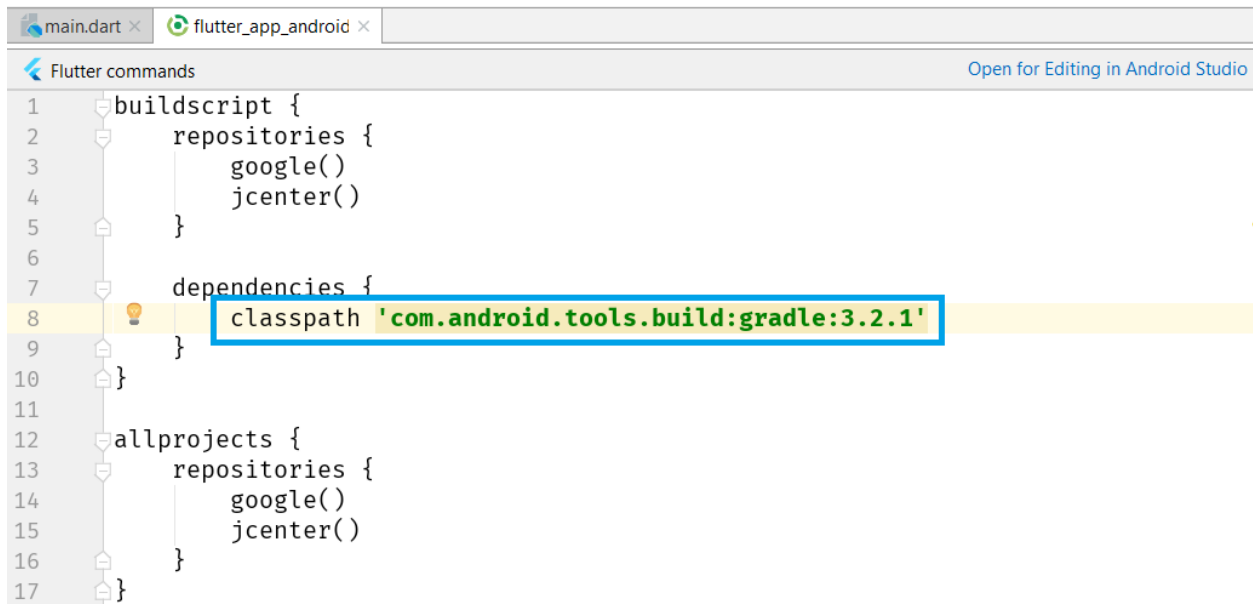 main.dart flutter_app_android
Flutter commands Open for Editing in Android Studio
1 buildscript {
2 repositories {
3 google()
4 jcenter()
5 }
6
7 dependencies {
8 classpath 'com.android.tools.build:gradle:3.2.1'
9 }
10 }
11
12 allprojects {
13 repositories {
14 google()
15 jcenter()
16 }
17 }